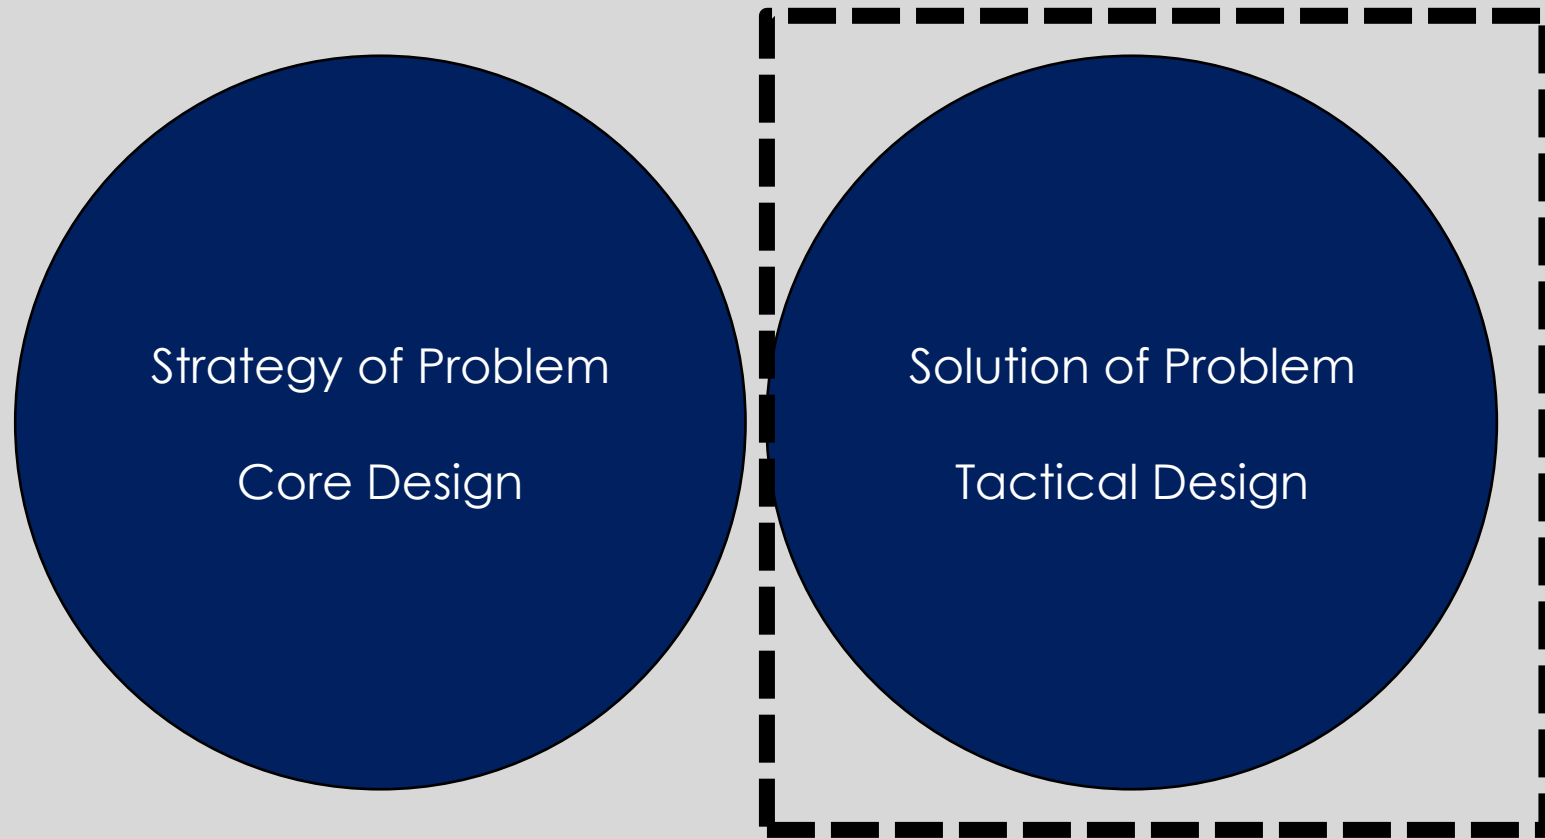 Strategy of Problem
Core Design
Solution of Problem
Tactical Design